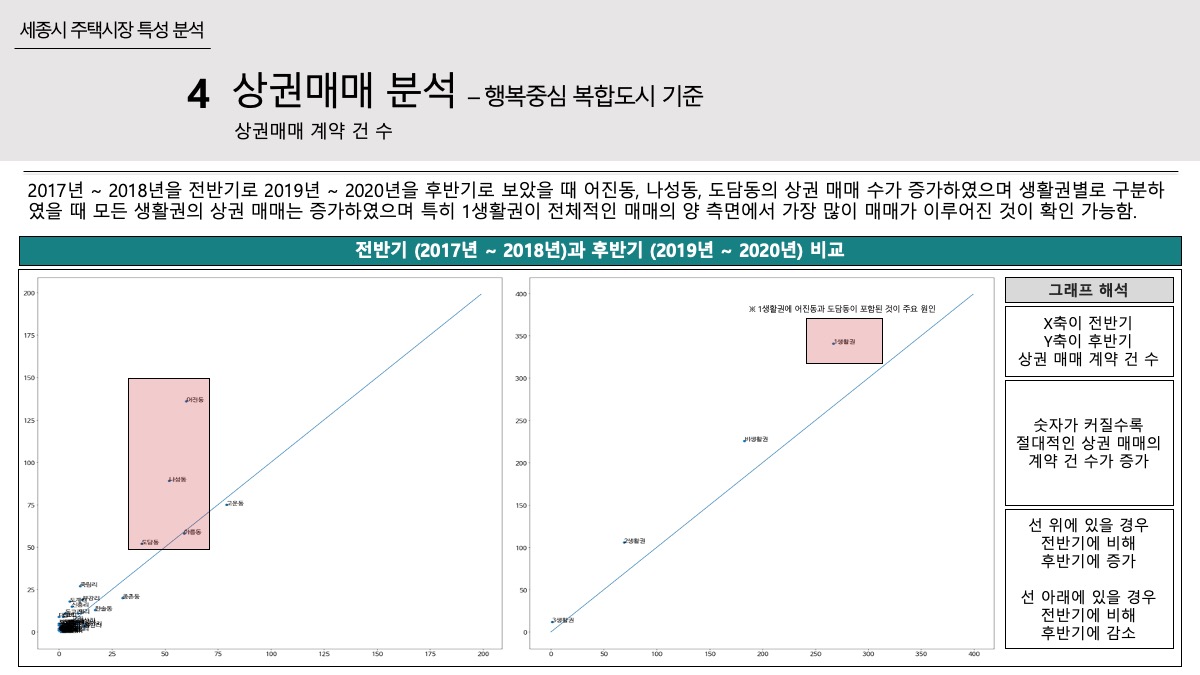 세종시 주택시장 특성 분석
4 상권매매 분석 – 행복중심 복합도시 기준
상권매매 계약 건 수
2017년 ~ 2018년을 전반기로 2019년 ~ 2020년을 후반기로 보았을 때 어진동, 나성동, 도담동의 상권 매매 수가 증가하였으며 생활권별로 구분하
였을 때 모든 생활권의 상권 매매는 증가하였으며 특히 1생활권이 전체적인 매매의 양 측면에서 가장 많이 매매가 이루어진 것이 확인 가능함.
전반기 (2017년 ~ 2018년)과 후반기 (2019년 ~ 2020년) 비교
200
175
150
125
100
75
50
25
0
0 25 50 75 100 125 150 175 200
어진동
나성동
고운동
아름동
도담동
종촌동
한솔동
400
350
300
250
200
150
100
50
0
0 50 100 150 200 250 300 350 400
※ 1생활권에 어진동과 도담동이 포함된 것이 주요 원인
1생활권
비생활권
2생활권
3생활권
그래프 해석
X축이 전반기
Y축이 후반기
상권 매매 계약 건 수
숫자가 커질수록
절대적인 상권 매매의
계약 건 수가 증가
선 위에 있을 경우
전반기에 비해
후반기에 증가
선 아래에 있을 경우
전반기에 비해
후반기에 감소